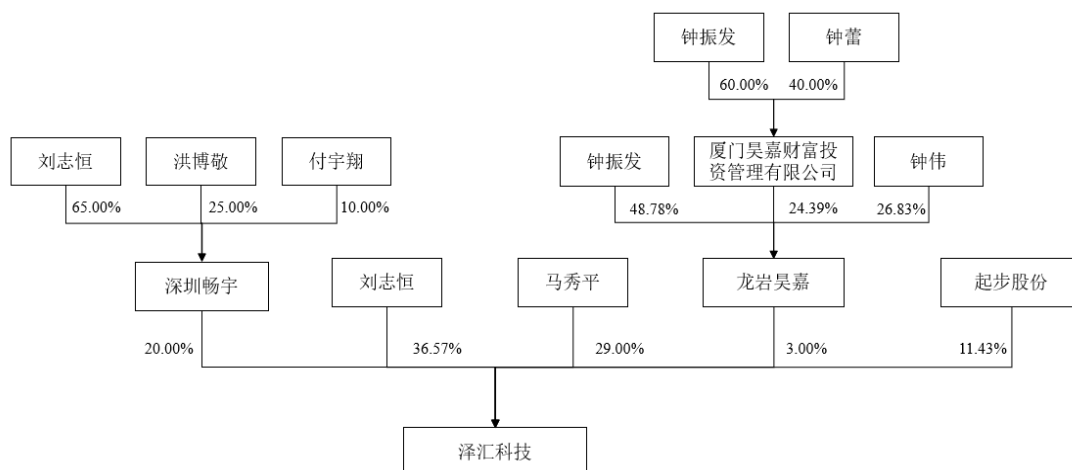 钟振发
钟蕾
60.00%
40.00%
刘志恒
洪博敬
付宇翔
钟振发
厦门昊嘉财富投
资管理有限公司
钟伟
65.00%
25.00%
10.00%
48.78%
24.39%
26.83%
深圳畅宇
刘志恒
马秀平
龙岩昊嘉
起步股份
20.00%
36.57%
29.00%
3.00%
11.43%
泽汇科技